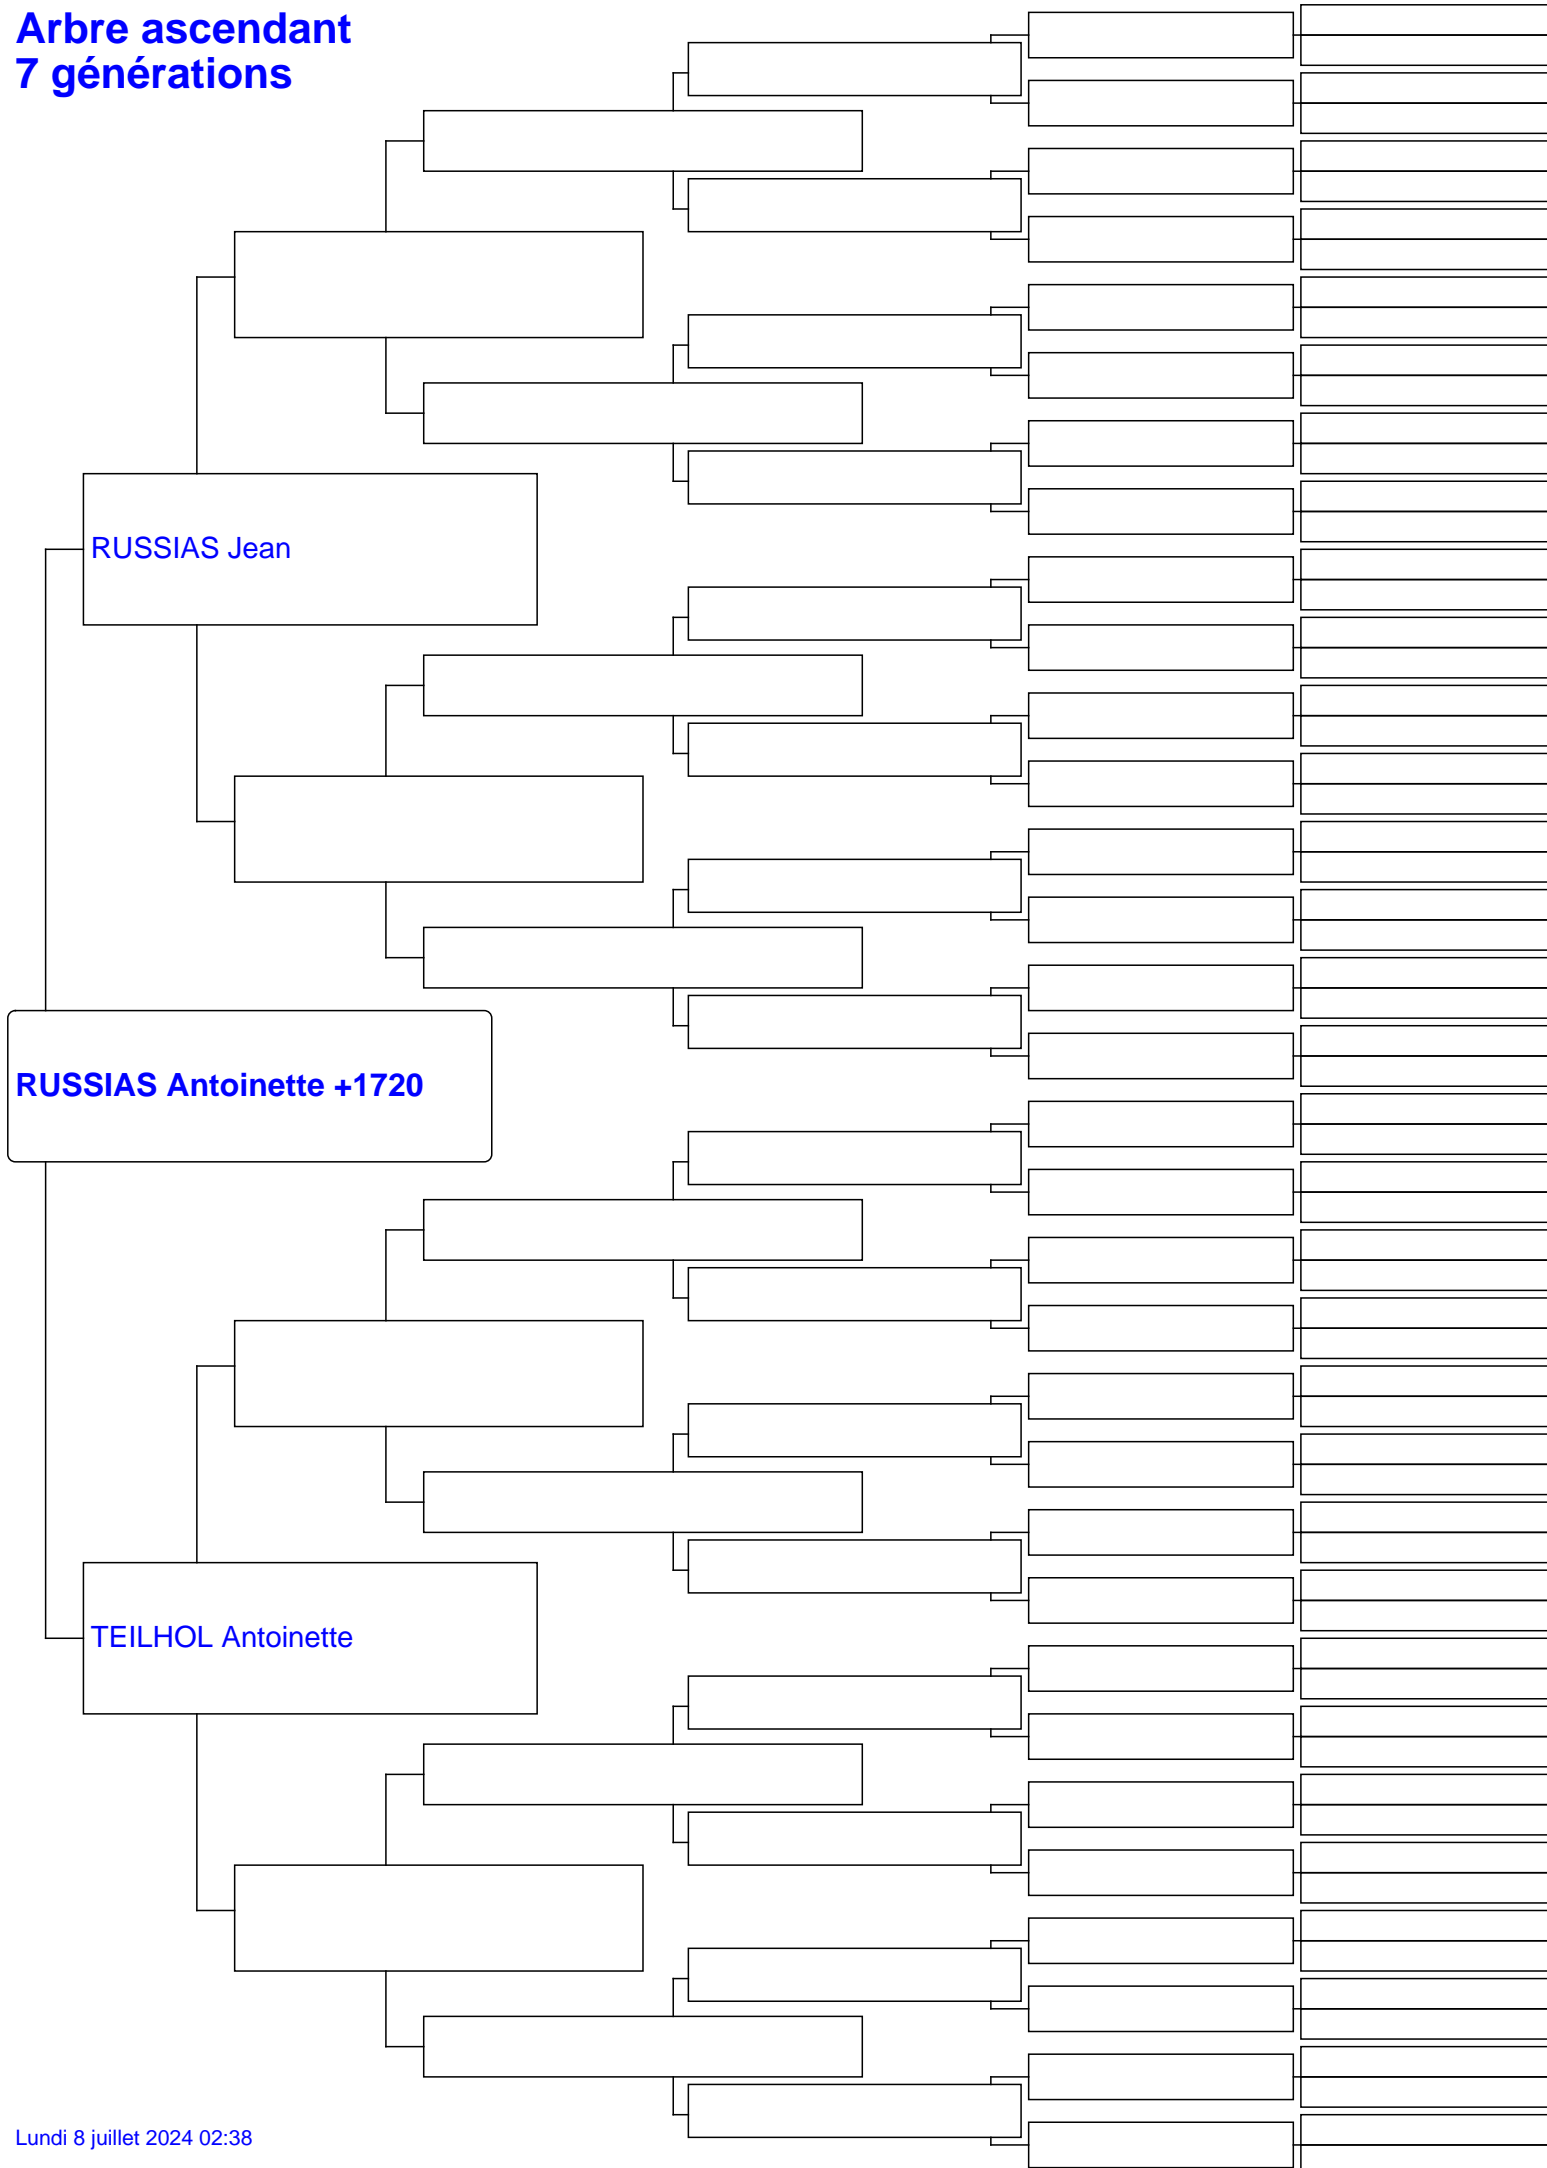 Arbre ascendant
7 générations
RUSSIAS Jean
RUSSIAS Antoinette +1720
TEILHOL Antoinette
Lundi 8 juillet 2024 02:38